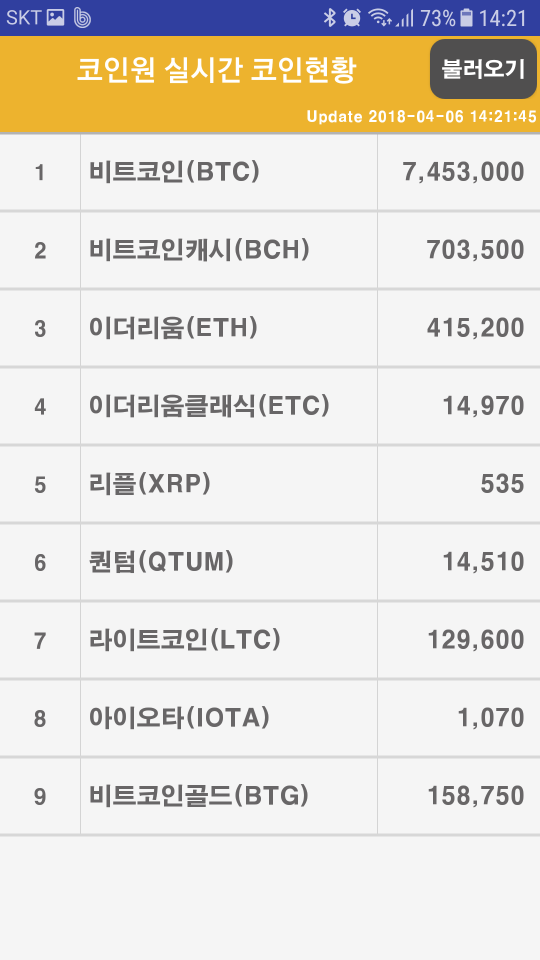 SKT 73% 14:21
코인원 실시간 코인현황 불러오기
Update 2018-04-06 14:21:45
1 비트코인(BTC) 7,453,000
2 비트코인캐시(BCH) 703,500
3 이더리움(ETH) 415,200
4 이더리움클래식(ETC) 14,970
5 리플(XRP) 535
6 퀀텀(QTUM) 14,510
7 라이트코인(LTC) 129,600
8 아이오타(IOTA) 1,070
9 비트코인골드(BTG) 158,750